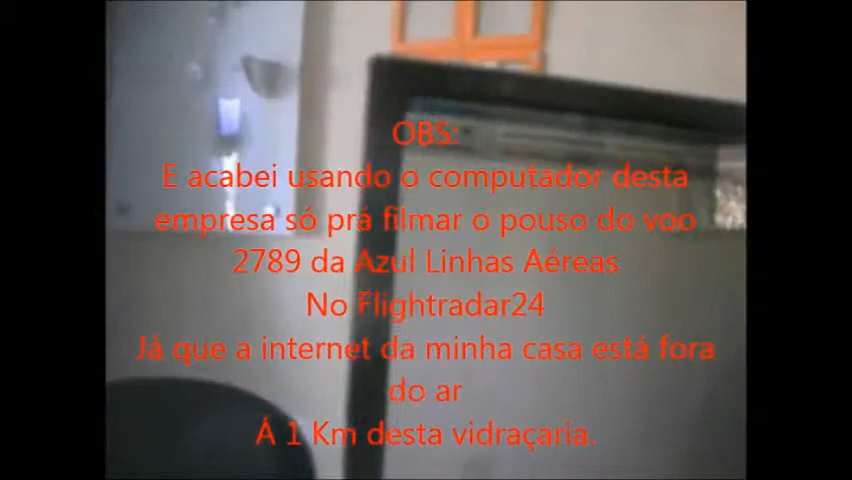 OBS:
E acabei usando o computador desta
empresa só prá filmar o pouso do voo
2789 da Azul Linhas Aéreas
No Flightradar24
Já que a internet da minha casa está fora
do ar
Á 1 Km desta vidraçaria.